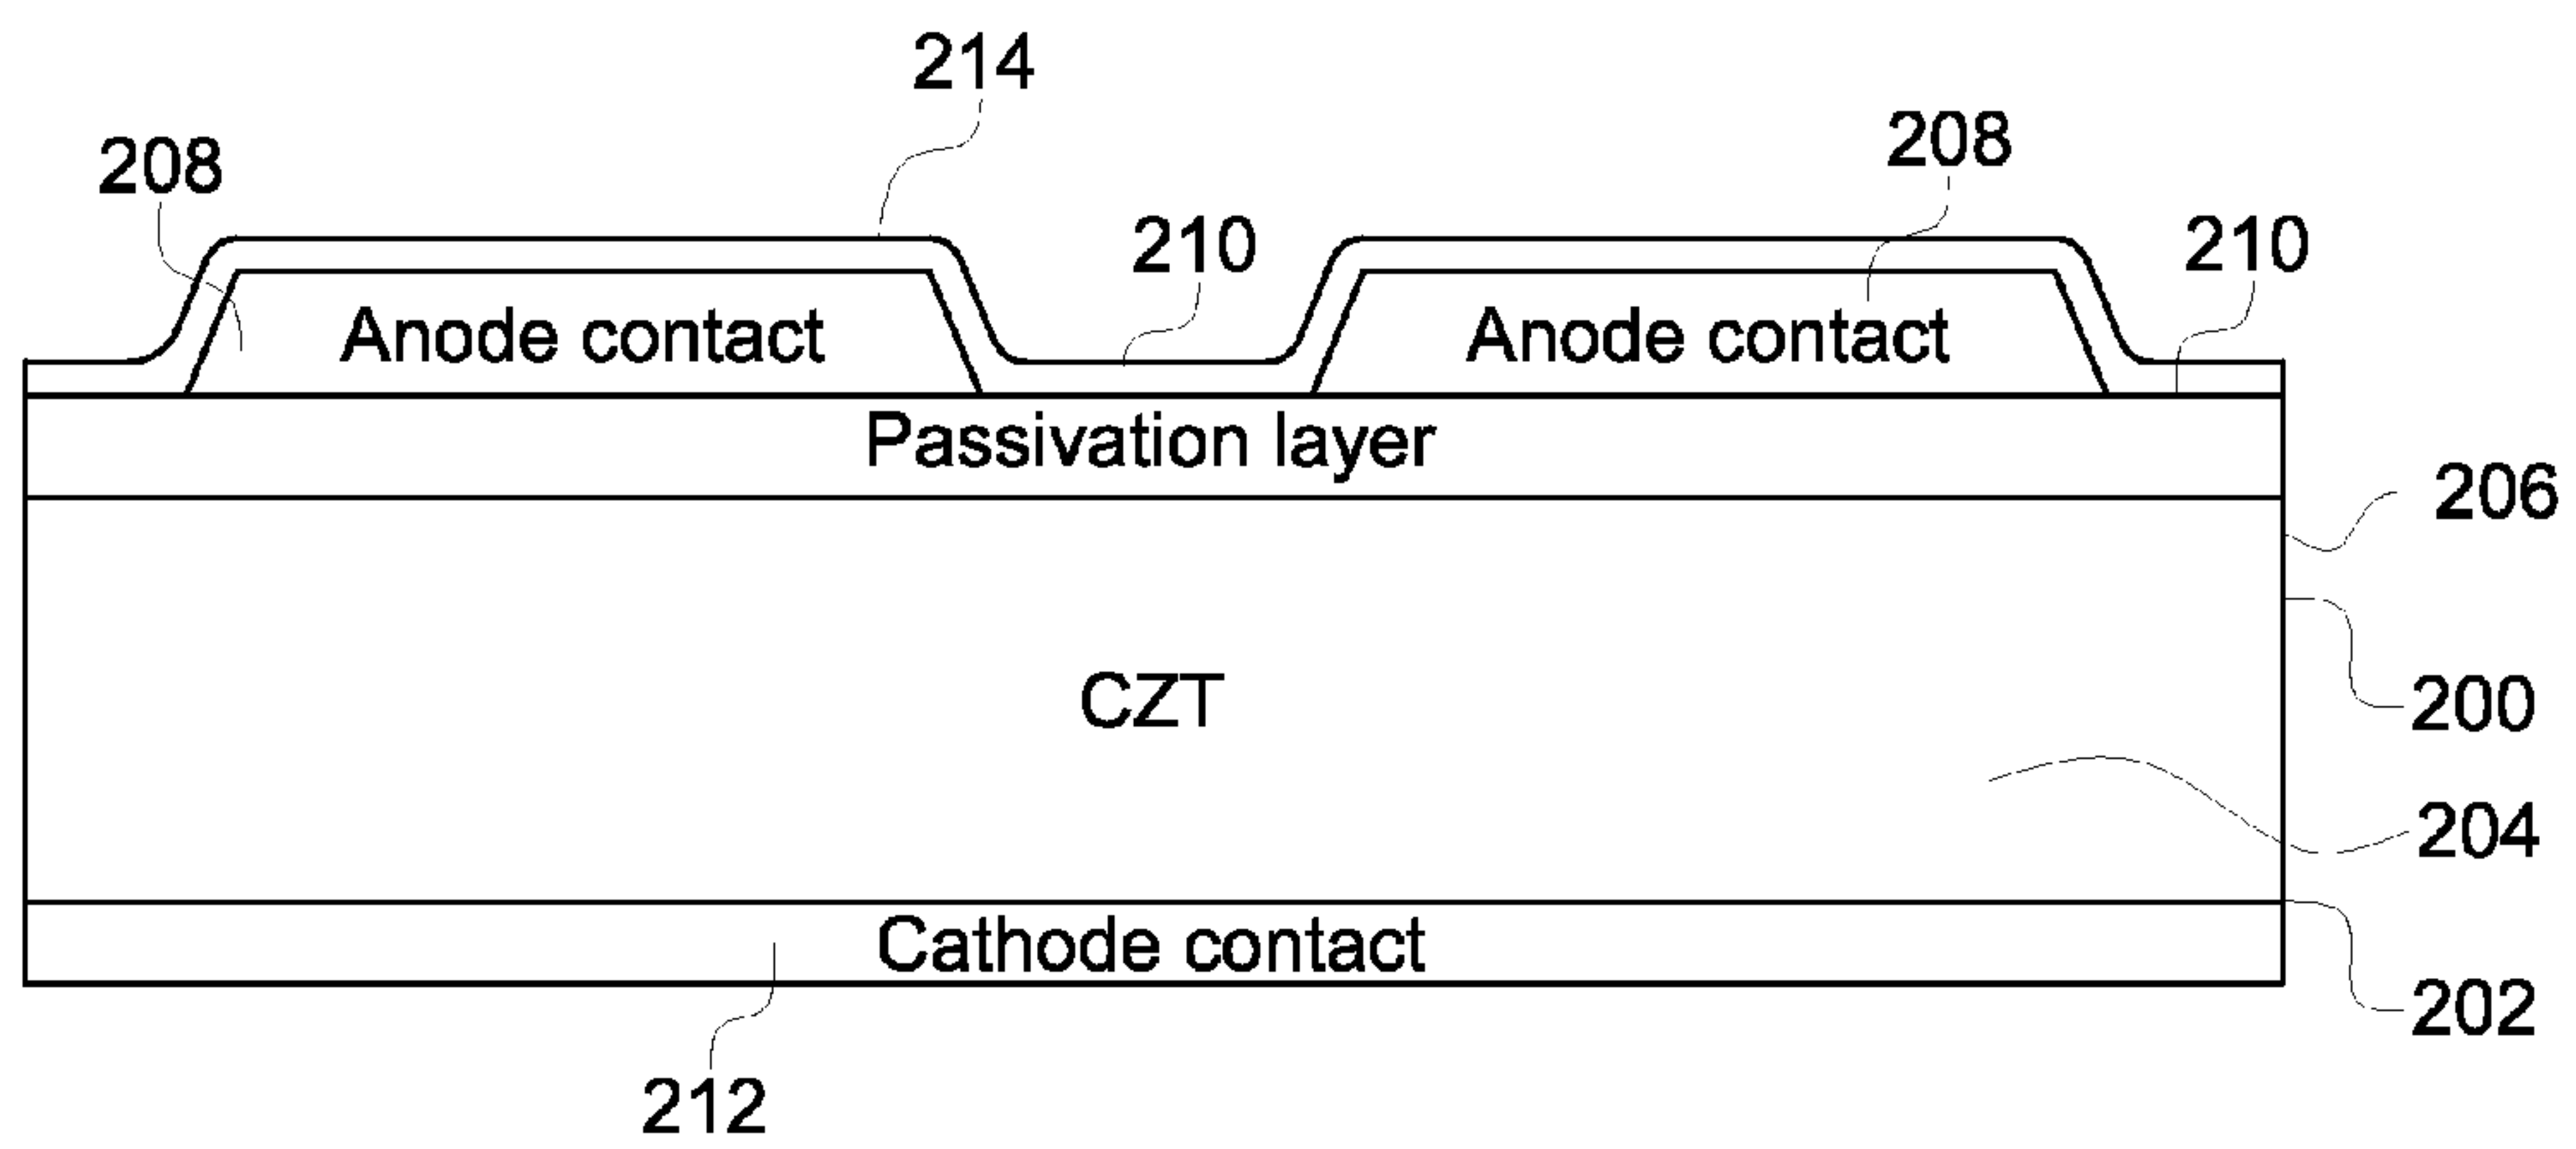 214
208
208
210
210
Anode contact
Anode contact
Passivation layer
206
CZT
200
204
Cathode contact
202
212